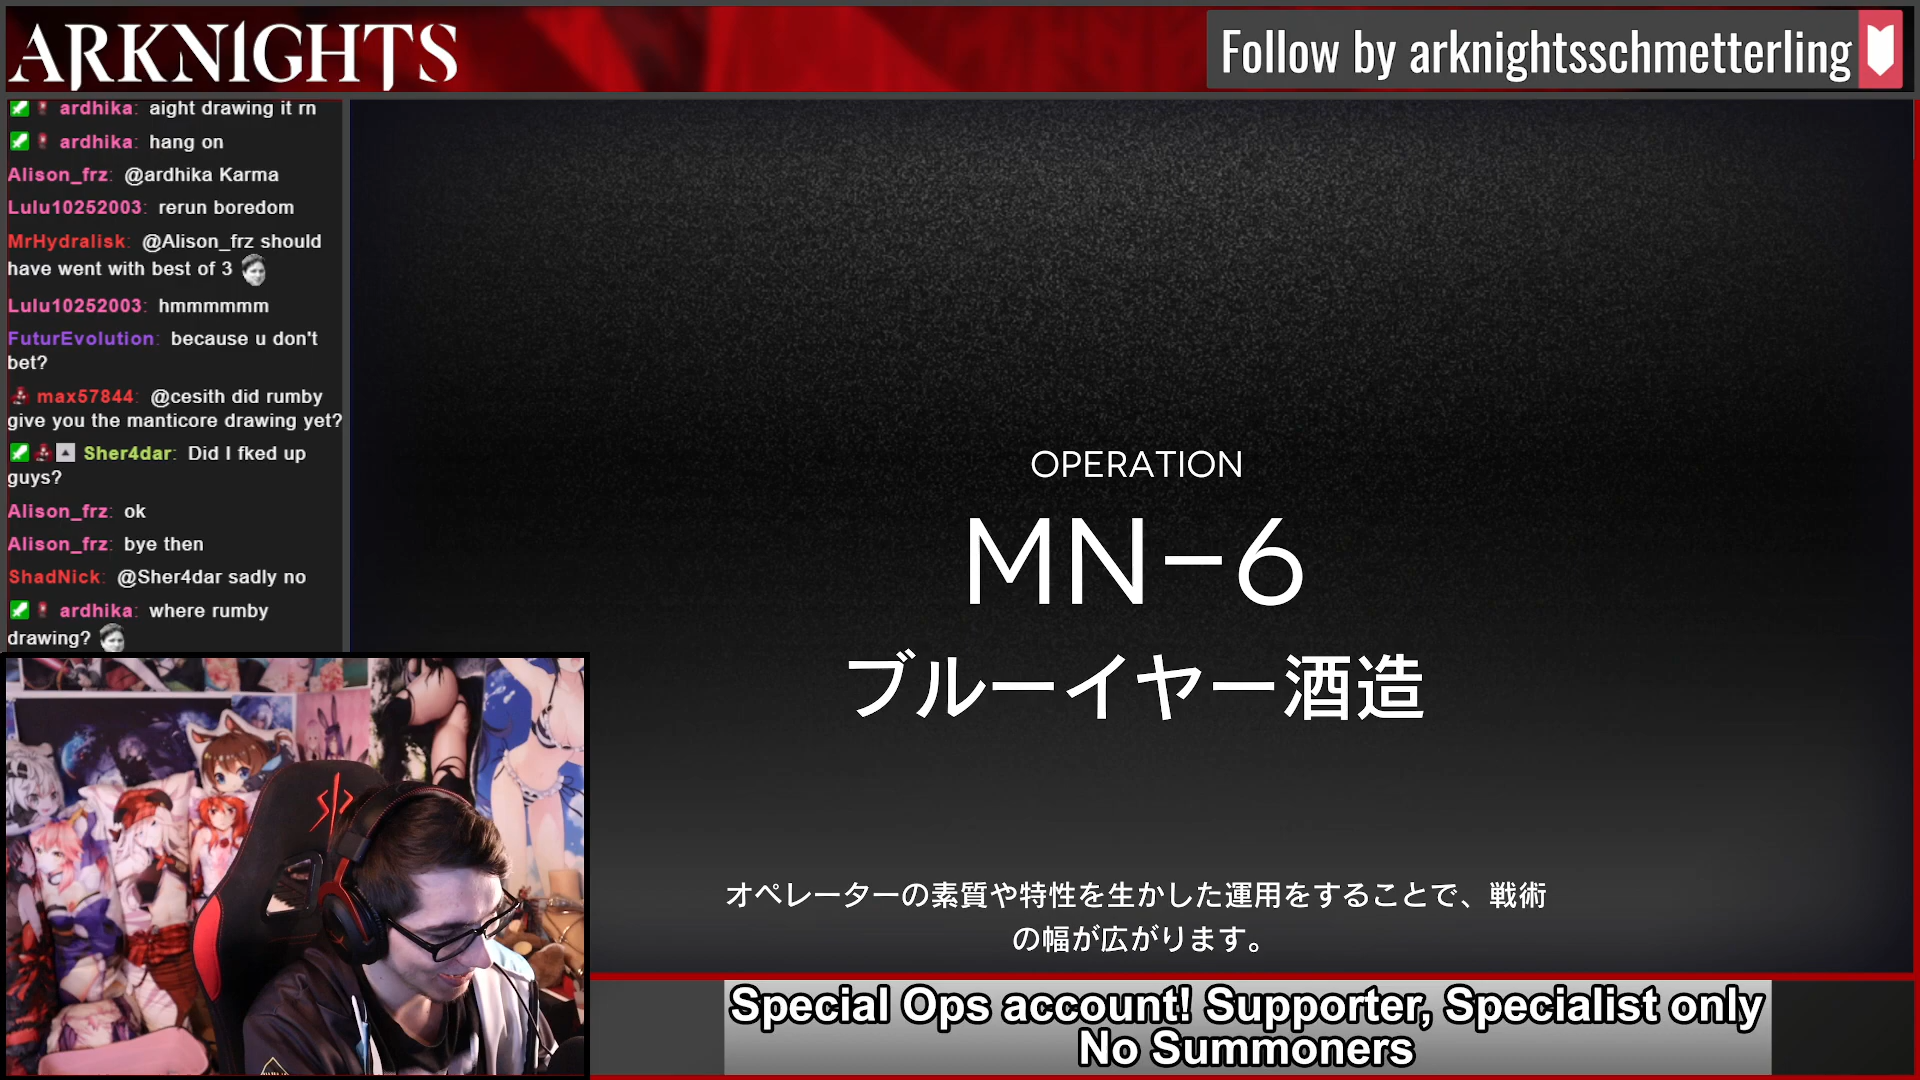 ARKNIGHTS
Follow by arknightsschmetterling
ardhika: aight drawing it rn
ardhika: hang on
Alison_frz: @ardhika Karma
Lulu10252003: rerun boredom
MrHydralisk: @Alison_frz should
have went with best of 3
Lulu10252003: hmmmmmm
FuturEvolution: because u don't
bet?
max57844: @cesith did rumby
give you the manticore drawing yet?
Sher4dar: Did I fked up
guys?
Alison_frz: ok
Alison_frz: bye then
ShadNick: @Sher4dar sadly no
ardhika: where rumby
drawing?
OPERATION
MN-6
ブルーイヤー酒造
オペレーターの素質や特性を生かした運用をすることで、戦術
の幅が広がります。
Special Ops account! Supporter, Specialist only
No Summoners